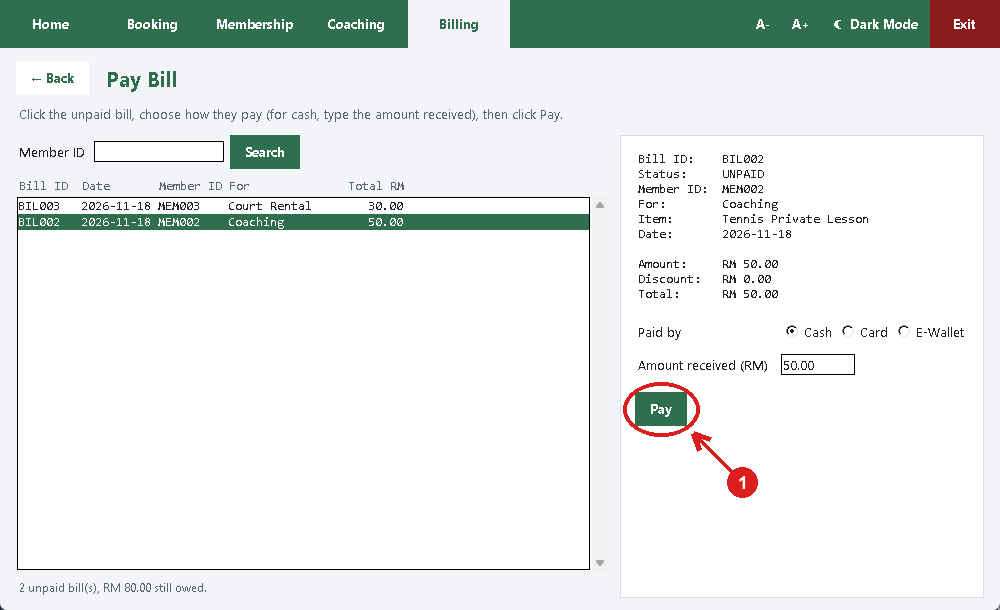 Home Booking Membership Coaching Billing A- A+ ☾ Dark Mode Exit
← Back Pay Bill
Click the unpaid bill, choose how they pay (for cash, type the amount received), then click Pay.
Member ID Search
Bill ID Date Member ID For Total RM
BIL003 2026-11-18 MEM003 Court Rental 30.00
BIL002 2026-11-18 MEM002 Coaching 50.00
2 unpaid bill(s), RM 80.00 still owed.
Bill ID: BIL002
Status: UNPAID
Member ID: MEM002
For: Coaching
Item: Tennis Private Lesson
Date: 2026-11-18
Amount: RM 50.00
Discount: RM 0.00
Total: RM 50.00
Paid by Cash Card E-Wallet
Amount received (RM) 50.00
Pay
1